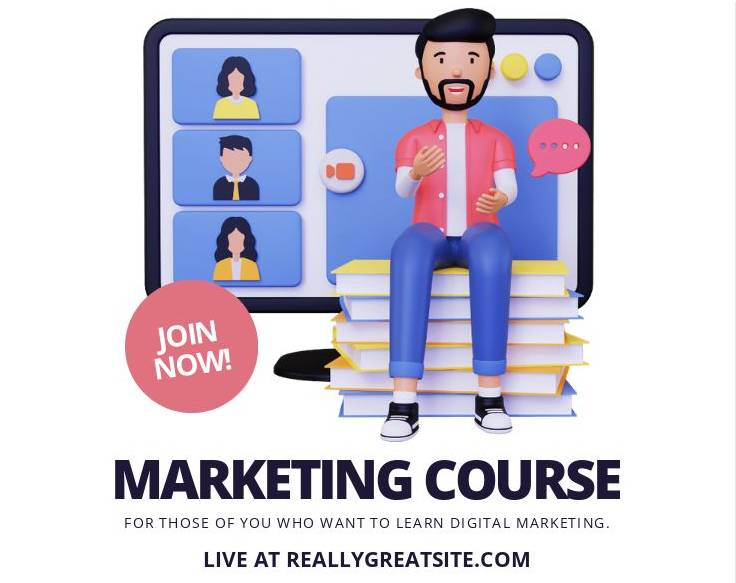 JOIN
NOW!
MARKETING COURSE
FOR THOSE OF YOU WHO WANT TO LEARN DIGITAL MARKETING.
LIVE AT REALLYGREATSITE.COM